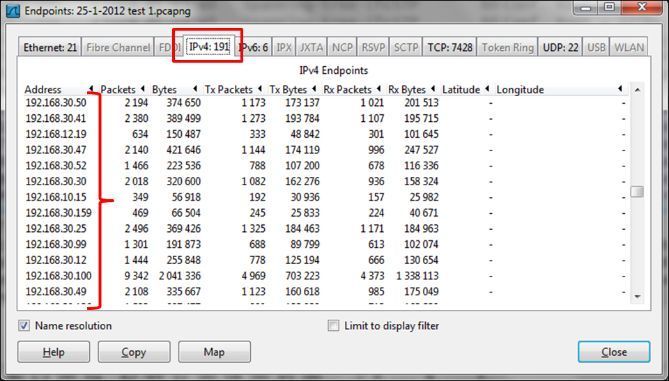 Endpoints: 25-1-2012 test 1.pcapng
Ethernet: 21 Fibre Channel FDDI IPv4: 191 IPv6: 6 IPX JXTA NCP RSVP SCTP TCP: 7428 Token Ring UDP: 22 USB WLAN
IPv4 Endpoints
Address Packets Bytes Tx Packets Tx Bytes Rx Packets Rx Bytes Latitude Longitude
192.168.30.50 2 194 374 650 1 173 173 137 1 021 201 513 - -
192.168.30.41 2 380 389 499 1 273 193 784 1 107 195 715 - -
192.168.12.19 634 150 487 333 48 842 301 101 645 - -
192.168.30.47 2 140 421 646 1 144 174 119 996 247 527 - -
192.168.30.52 1 466 223 536 788 107 200 678 116 336 - -
192.168.30.30 2 018 320 600 1 082 162 276 936 158 324 - -
192.168.10.15 349 56 918 192 30 936 157 25 982 - -
192.168.30.159 469 66 504 245 25 833 224 40 671 - -
192.168.30.25 2 496 369 426 1 325 184 463 1 171 184 963 - -
192.168.30.99 1 301 191 873 688 89 799 613 102 074 - -
192.168.30.12 1 444 255 848 778 125 194 666 130 654 - -
192.168.30.100 9 342 2 041 336 4 969 703 223 4 373 1 338 113 - -
192.168.30.49 2 108 335 667 1 123 160 618 985 175 049 - -
Name resolution Limit to display filter
Help Copy Map Close